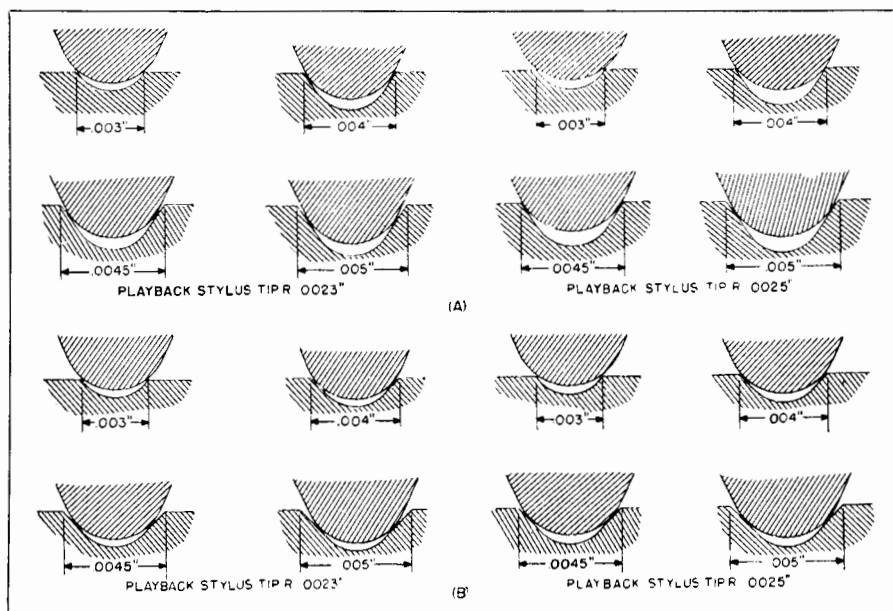 .003" .004" .003" .004"
.0045" .005" .0045" .005"
PLAYBACK STYLUS TIP R 0023" PLAYBACK STYLUS TIP R 0025"
(A)
.003" .004" .003" .004"
.0045" .005" .0045" .005"
PLAYBACK STYLUS TIP R 0023" PLAYBACK STYLUS TIP R 0025"
(B)